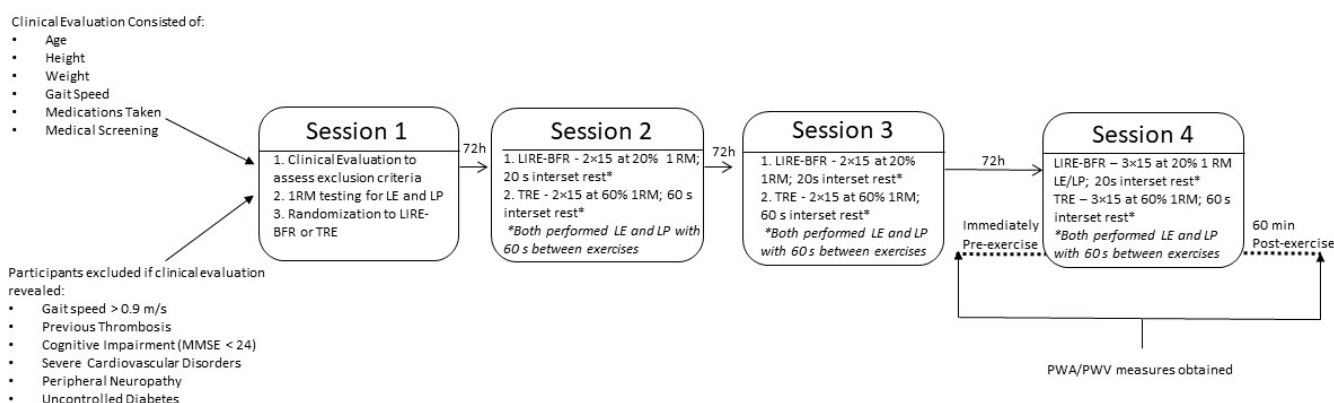 Clinical Evaluation Consisted of:
• Age
• Height
• Weight
• Gait Speed
• Medications Taken
• Medical Screening
Session 1
1. Clinical Evaluation to
assess exclusion criteria
2. 1RM testing for LE and LP
3. Randomization to LIRE-
BFR or TRE
72h
Session 2
1. LIRE-BFR - 2×15 at 20% 1 RM;
20 s interset rest*
2. TRE - 2×15 at 60% 1RM; 60 s
interset rest*
*Both performed LE and LP with
60 s between exercises
72h
Session 3
1. LIRE-BFR - 2×15 at 20%
1RM; 20s interset rest*
2. TRE - 2×15 at 60% 1RM;
60 s interset rest*
*Both performed LE and LP
with 60 s between exercises
72h
Session 4
LIRE-BFR – 3×15 at 20% 1 RM
LE/LP; 20s interset rest*
TRE – 3×15 at 60% 1RM; 60 s
interset rest*
*Both performed LE and LP
with 60 s between exercises
Immediately
Pre-exercise
60 min
Post-exercise
PWA/PWV measures obtained
Participants excluded if clinical evaluation
revealed:
• Gait speed > 0.9 m/s
• Previous Thrombosis
• Cognitive Impairment (MMSE < 24)
• Severe Cardiovascular Disorders
• Peripheral Neuropathy
• Uncontrolled Diabetes